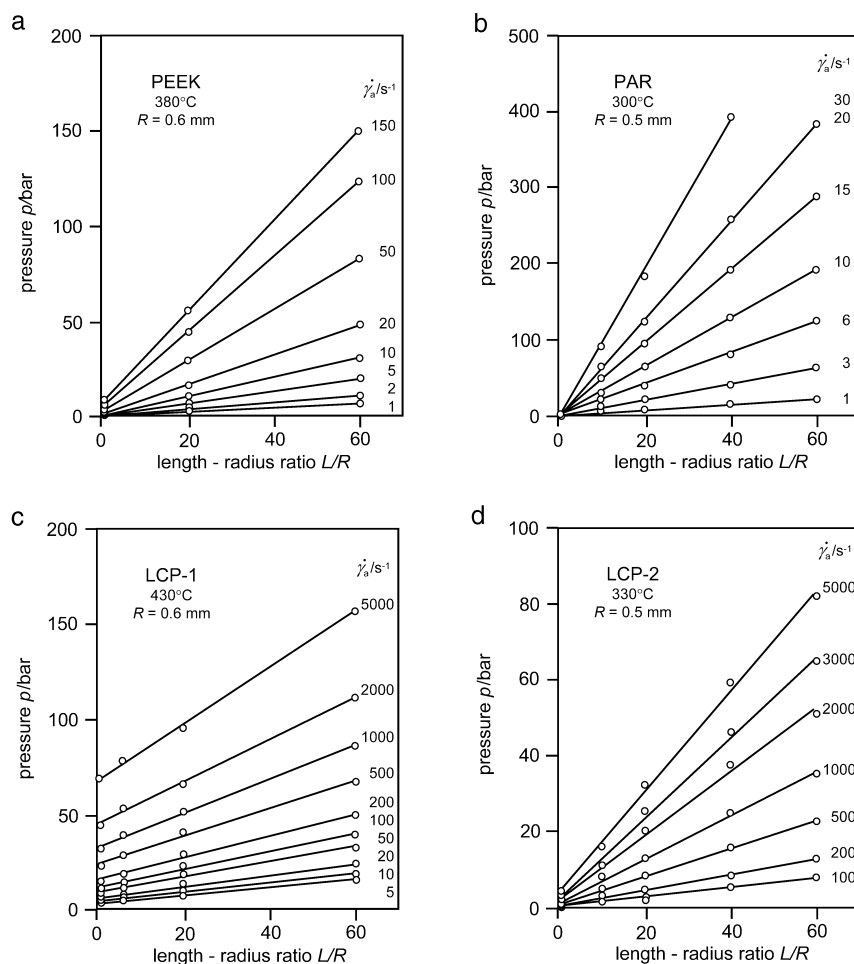 a
200
150
100
50
0
pressure p/bar
PEEK
380°C
R = 0.6 mm
γ̇a/s-1
150
100
50
20
10
5
2
1
0
20
40
60
length - radius ratio L/R
b
500
400
300
200
100
0
pressure p/bar
PAR
300°C
R = 0.5 mm
γ̇a/s-1
30
20
15
10
6
3
1
0
20
40
60
length - radius ratio L/R
c
200
150
100
50
0
pressure p/bar
LCP-1
430°C
R = 0.6 mm
γ̇a/s-1
5000
2000
1000
500
200
100
50
20
10
5
0
20
40
60
length - radius ratio L/R
d
100
80
60
40
20
0
pressure p/bar
LCP-2
330°C
R = 0.5 mm
γ̇a/s-1
5000
3000
2000
1000
500
200
100
0
20
40
60
length - radius ratio L/R